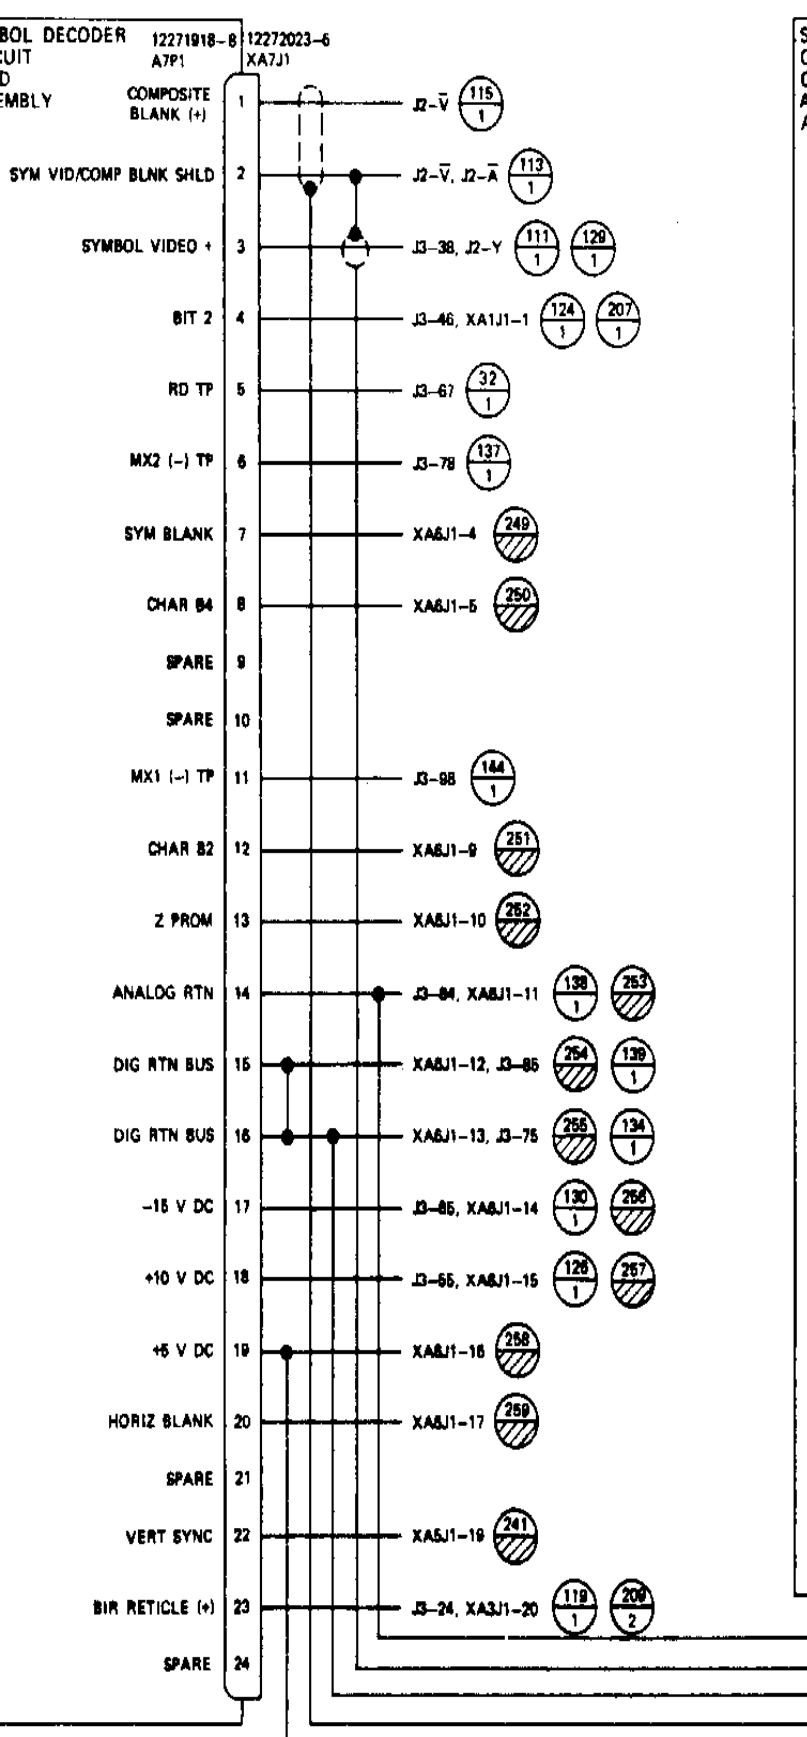 BOL DECODER 12271918-8 12272023-6
CUIT A7P1 XA7J1
D
EMBLY
COMPOSITE BLANK (+) 1 J2-V̅ 115 1
SYM VID/COMP BLNK SHLD 2 J2-V̅, J2-A̅ 113 1
SYMBOL VIDEO + 3 J3-38, J2-Y 111 1 129 1
BIT 2 4 J3-46, XA1J1-1 124 1 207 1
RD TP 5 J3-67 32 1
MX2 (-) TP 6 J3-78 137 1
SYM BLANK 7 XA6J1-4 249
CHAR B4 8 XA6J1-5 250
SPARE 9
SPARE 10
MX1 (-) TP 11 J3-98 144 1
CHAR B2 12 XA6J1-9 251
Z PROM 13 XA6J1-10 252
ANALOG RTN 14 J3-84, XA6J1-11 138 1 253
DIG RTN BUS 15 XA6J1-12, J3-85 254 139 1
DIG RTN BUS 16 XA6J1-13, J3-75 255 134 1
-15 V DC 17 J3-65, XA6J1-14 130 1 256
+10 V DC 18 J3-55, XA6J1-15 126 1 257
+5 V DC 19 XA6J1-16 258
HORIZ BLANK 20 XA6J1-17 259
SPARE 21
VERT SYNC 22 XA5J1-19 241
BIR RETICLE (+) 23 J3-24, XA3J1-20 119 1 209 2
SPARE 24